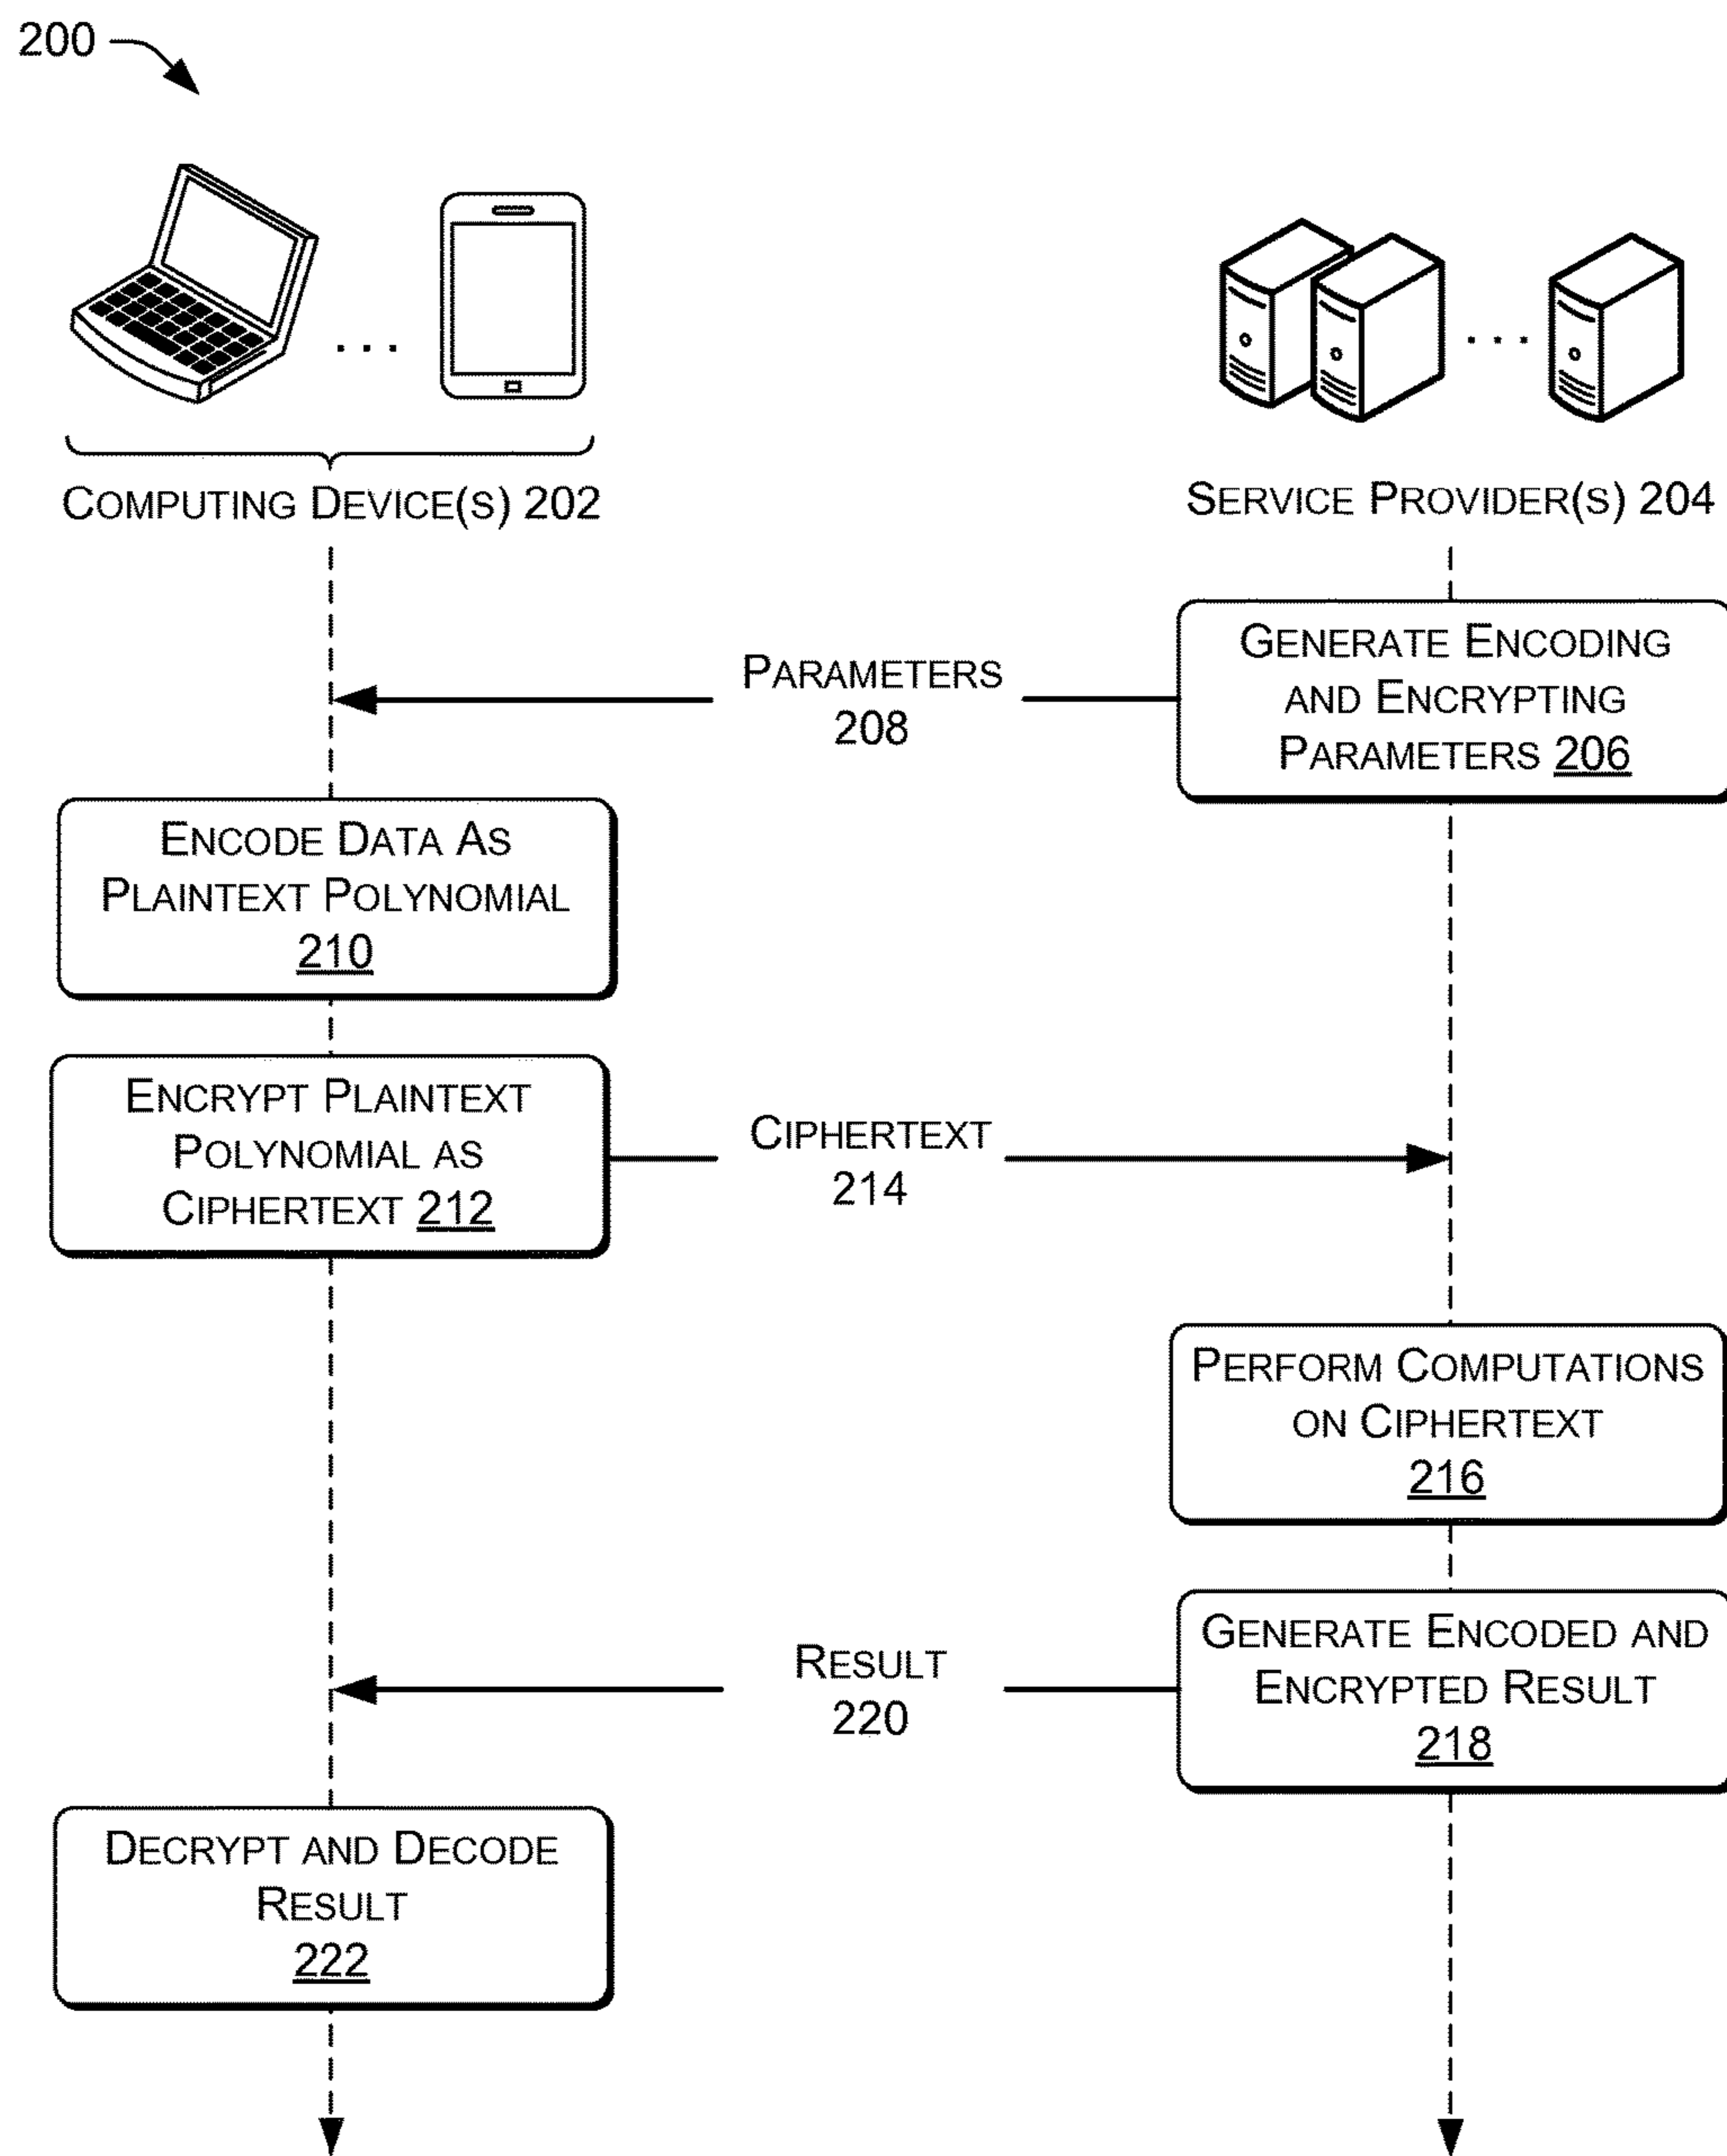 200
COMPUTING DEVICE(S) 202
SERVICE PROVIDER(S) 204
GENERATE ENCODING
AND ENCRYPTING
PARAMETERS 206
PARAMETERS
208
ENCODE DATA AS
PLAINTEXT POLYNOMIAL
210
ENCRYPT PLAINTEXT
POLYNOMIAL AS
CIPHERTEXT 212
CIPHERTEXT
214
PERFORM COMPUTATIONS
ON CIPHERTEXT
216
GENERATE ENCODED AND
ENCRYPTED RESULT
218
RESULT
220
DECRYPT AND DECODE
RESULT
222